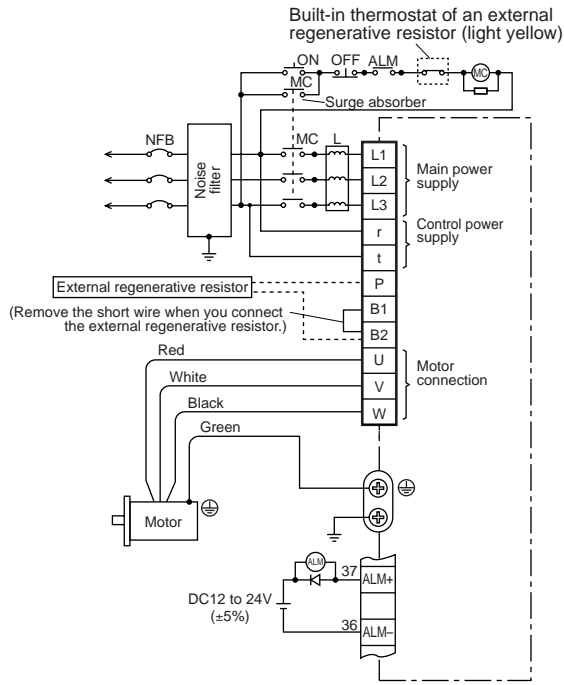 Built-in thermostat of an external
regenerative resistor (light yellow)
ON OFF ALM
MC
MC
Surge absorber
NFB
Noise
filter
MC L
L1
L2
L3
Main power
supply
r
t
Control power
supply
External regenerative resistor
P
B1
B2
(Remove the short wire when you connect
the external regenerative resistor.)
Red
White
Black
Green
U
V
W
Motor
connection
Motor
ALM
DC12 to 24V
(±5%)
37
ALM+
36
ALM–